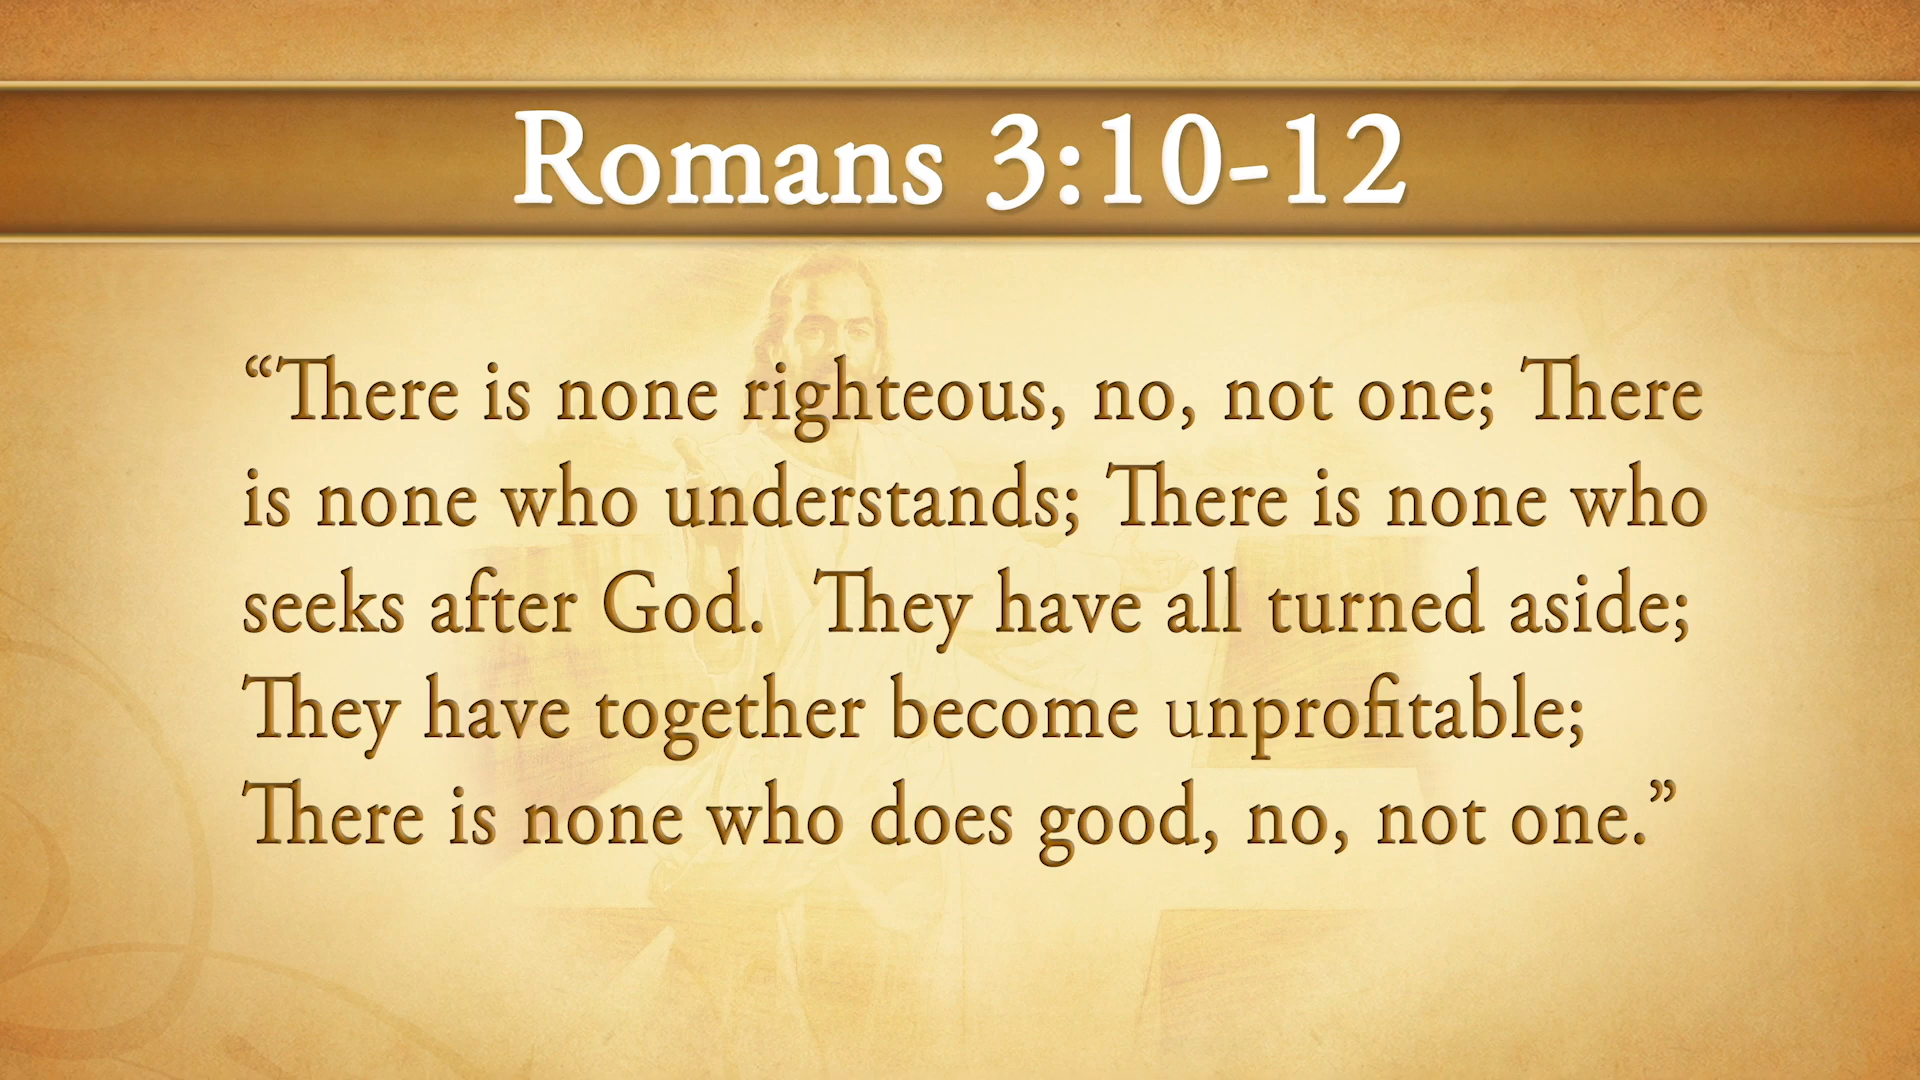 Romans 3:10-12
“There is none righteous, no, not one; There
is none who understands; There is none who
seeks after God.  They have all turned aside;
They have together become unprofitable;
There is none who does good, no, not one.”